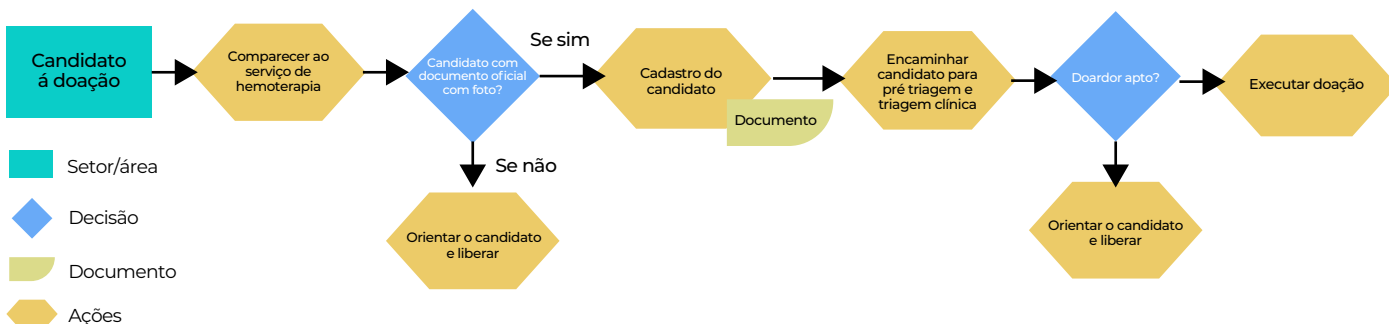 Candidato
á doação
Comparecer ao
serviço de
hemoterapia
Candidato com
documento oficial
com foto?
Se sim
Se não
Orientar o candidato
e liberar
Cadastro do
candidato
Documento
Encaminhar
candidato para
pré triagem e
triagem clínica
Doardor apto?
Executar doação
Orientar o candidato
e liberar
Setor/área
Decisão
Documento
Ações